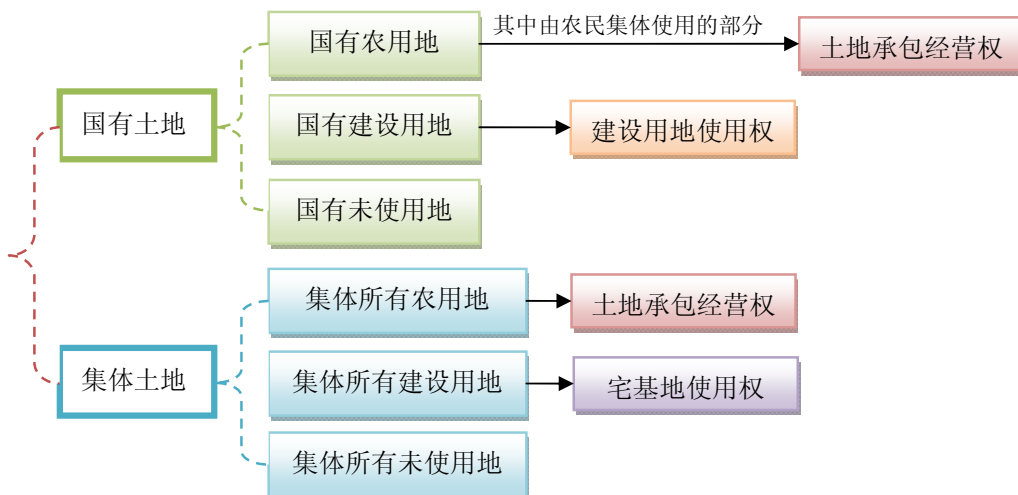 国有土地
国有农用地
其中由农民集体使用的部分
土地承包经营权
国有建设用地
建设用地使用权
国有未使用地
集体土地
集体所有农用地
土地承包经营权
集体所有建设用地
宅基地使用权
集体所有未使用地